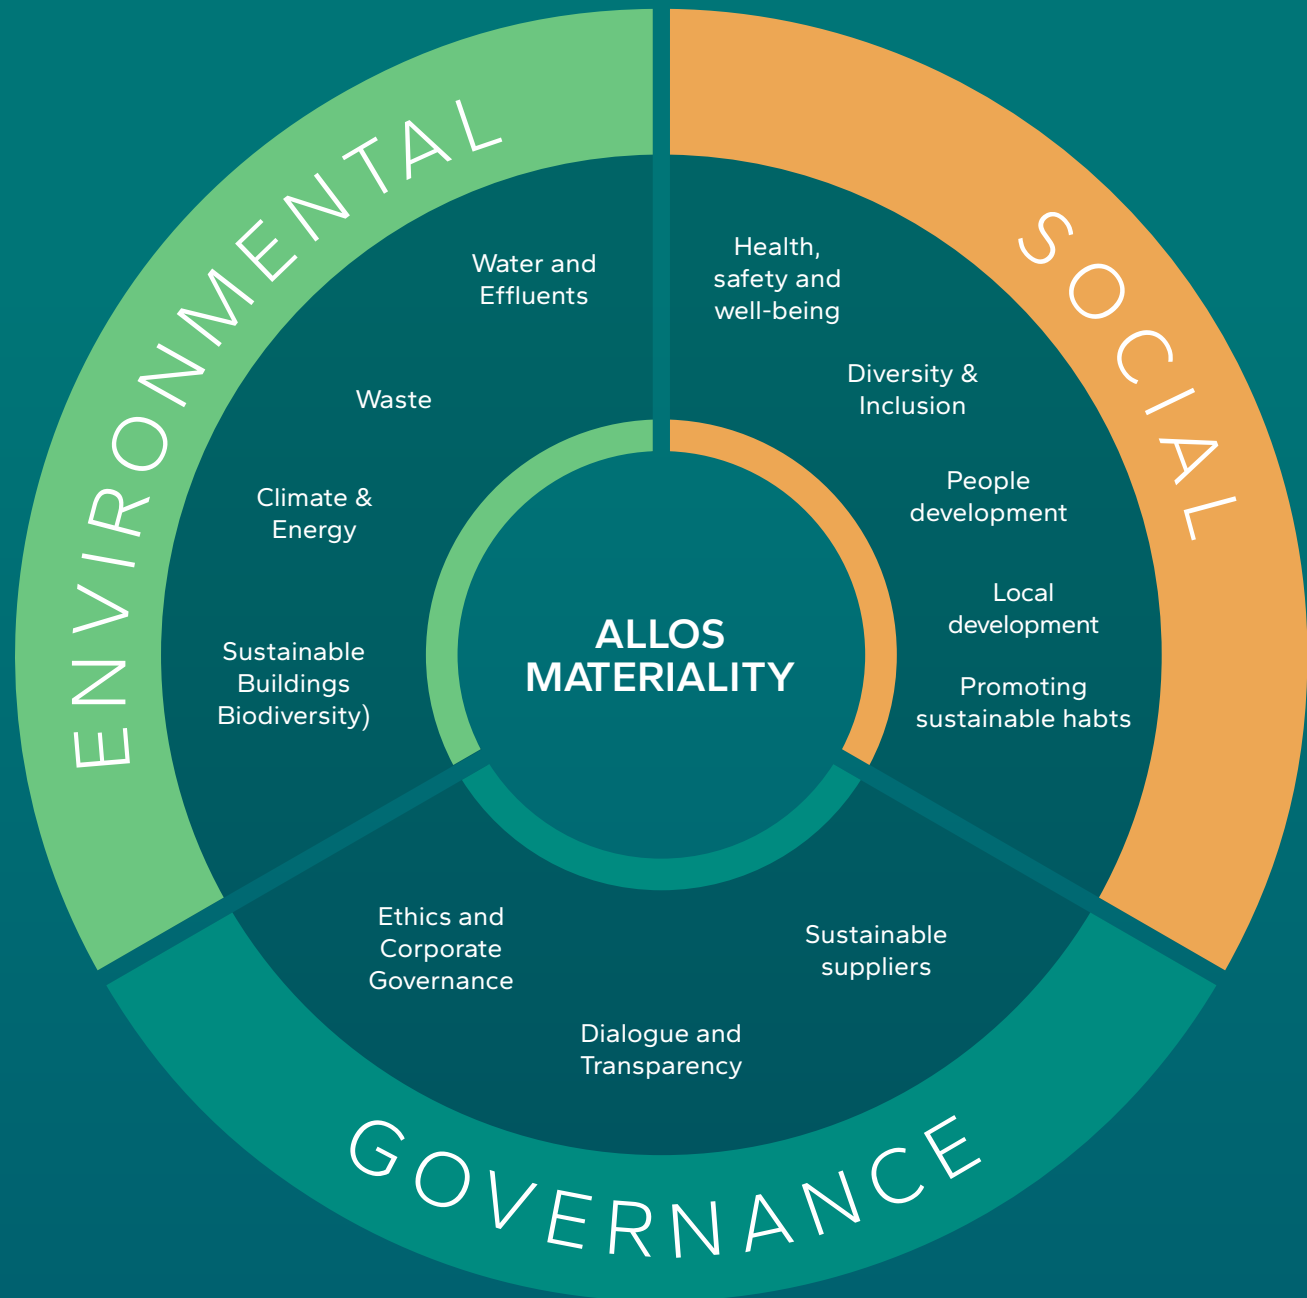 ENVIRONMENTAL
Water and
Effluents
Waste
Climate &
Energy
Sustainable
Buildings
Biodiversity)
SOCIAL
Health,
safety and
well-being
Diversity &
Inclusion
People
development
Local
development
Promoting
sustainable habts
ALLOS
MATERIALITY
Ethics and
Corporate
Governance
Dialogue and
Transparency
Sustainable
suppliers
GOVERNANCE